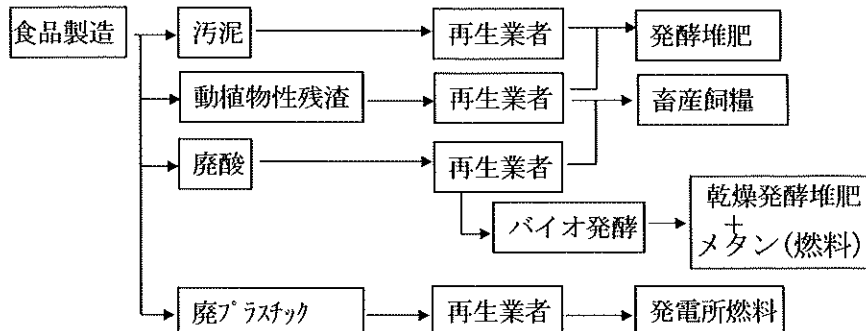 食品製造
汚泥
再生業者
発酵堆肥
動植物性残渣
再生業者
畜産飼糧
廃酸
再生業者
バイオ発酵
乾燥発酵堆肥
+
メタン(燃料)
廃プラスチック
再生業者
発電所燃料